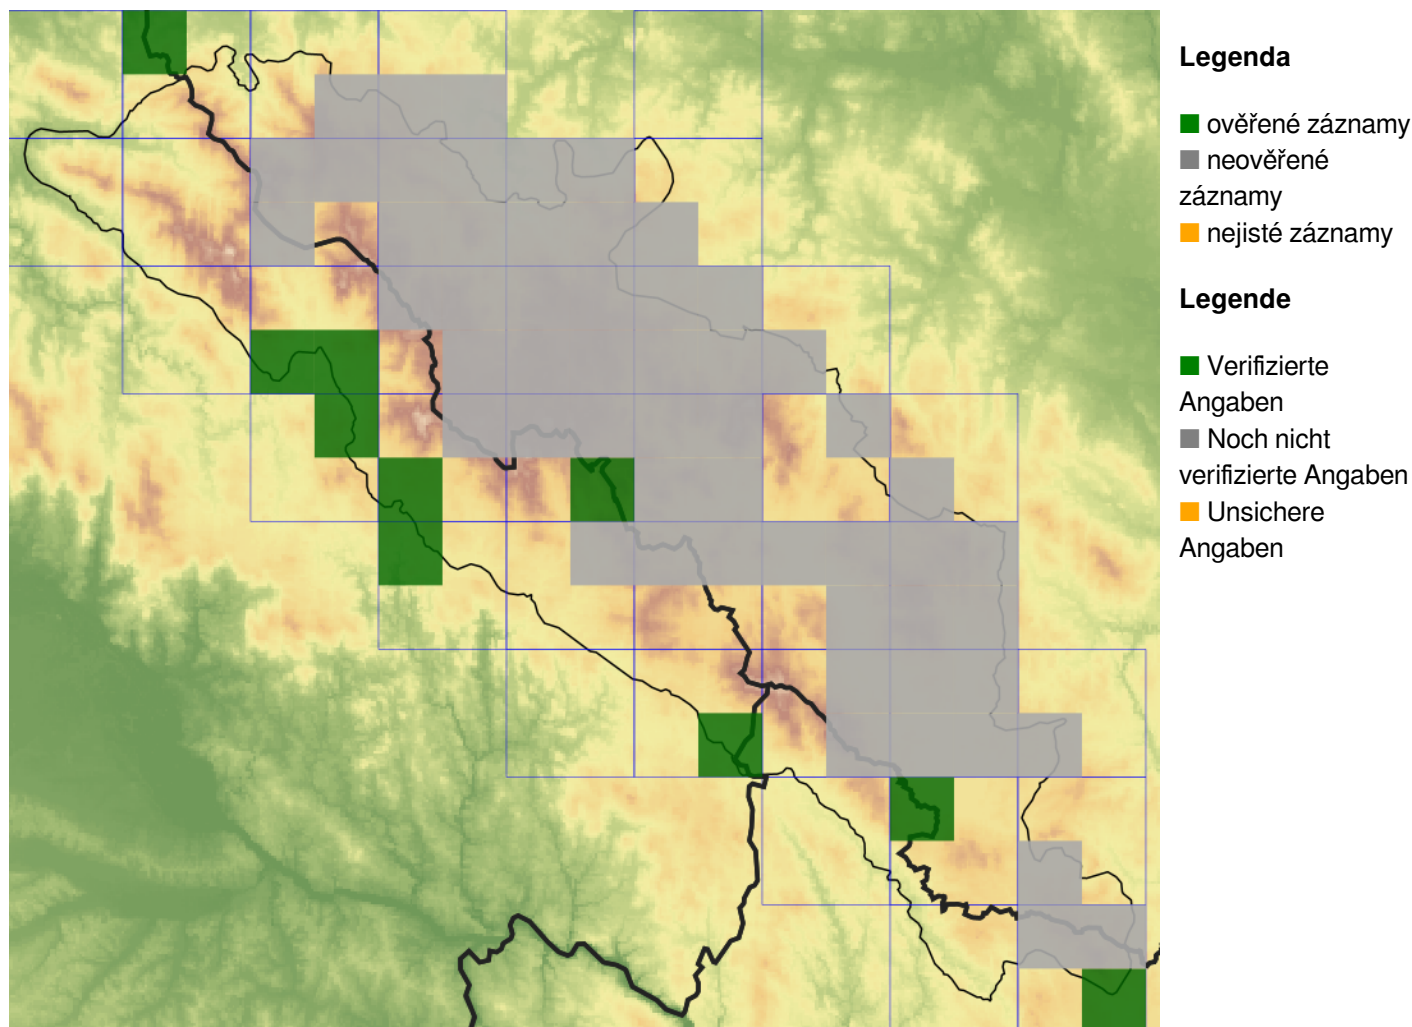 Legenda
ověřené záznamy
neověřené
záznamy
nejisté záznamy
Legende
Verifizierte
Angaben
Noch nicht
verifizierte Angaben
Unsichere
Angaben